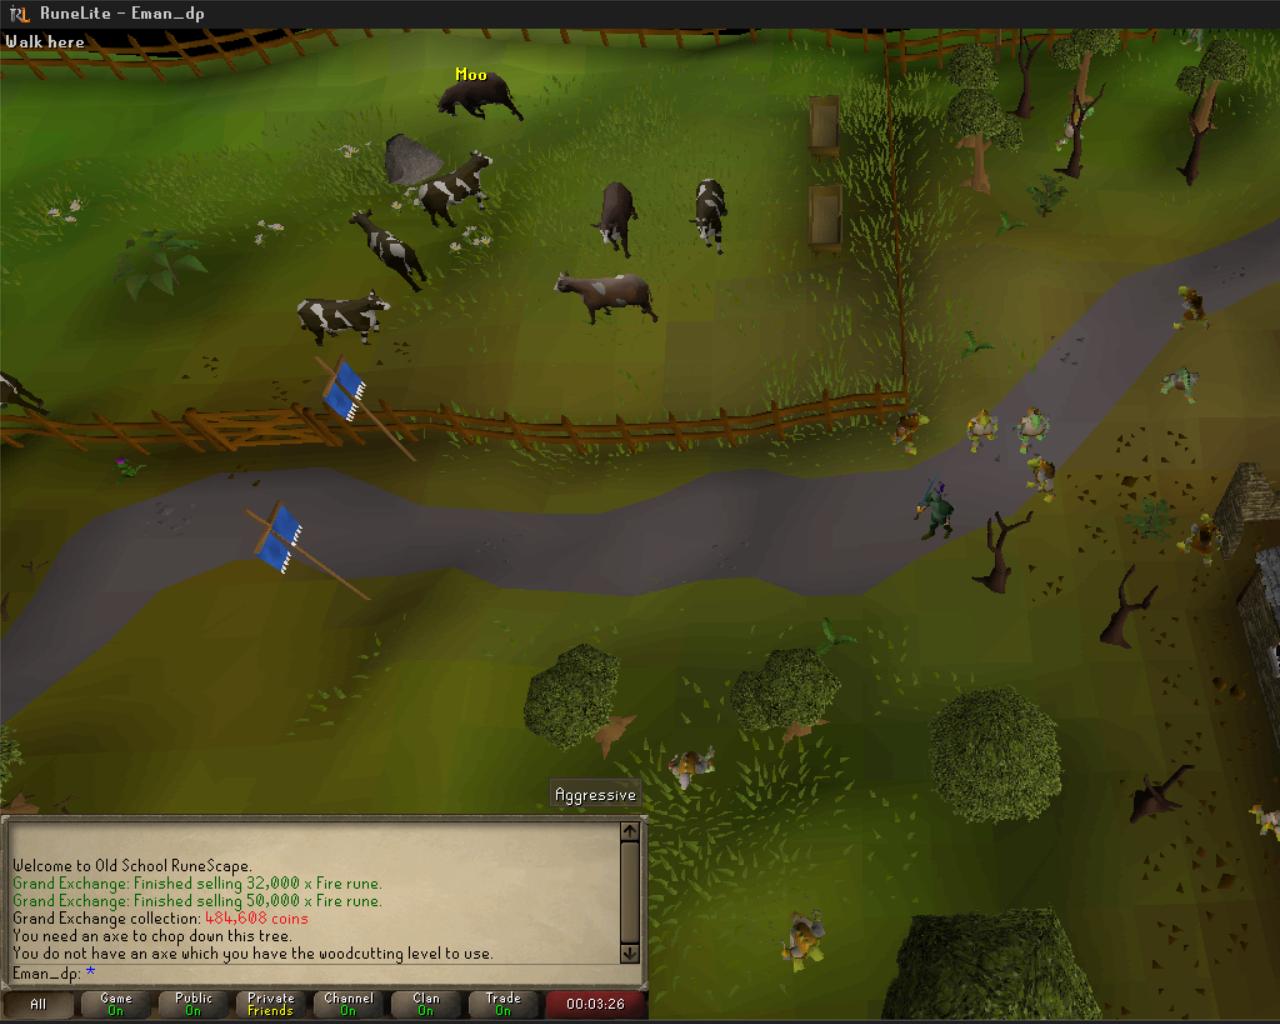 RuneLite - Eman_dp
Walk here
Moo
Aggressive
Welcome to Old School RuneScape.
Grand Exchange: Finished selling 32,000 x Fire rune.
Grand Exchange: Finished selling 50,000 x Fire rune.
Grand Exchange collection: 484,608 coins
You need an axe to chop down this tree.
You do not have an axe which you have the woodcutting level to use.
Eman_dp: *
All
Game
On
Public
On
Private
Friends
Channel
On
Clan
On
Trade
On
00:03:26